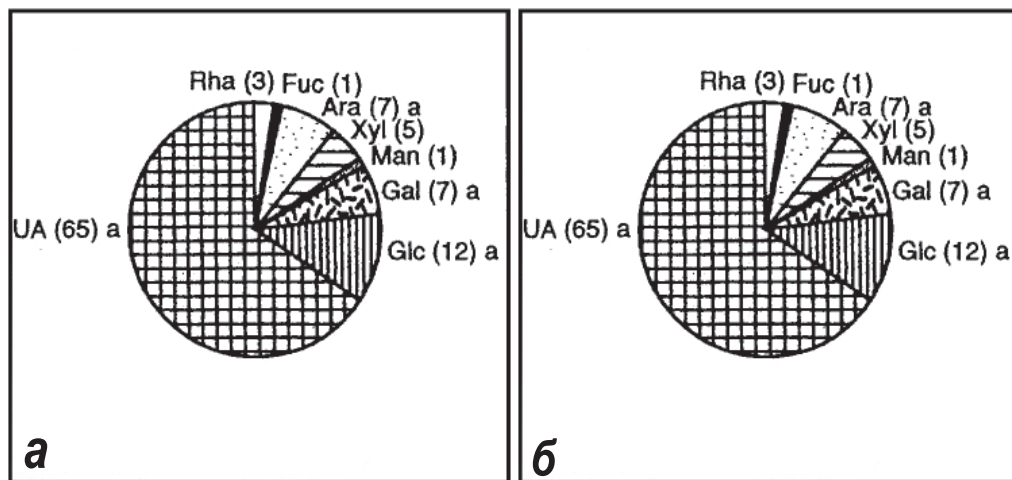 Rha (3) Fuc (1)
Ara (7) a
Xyl (5)
Man (1)
Gal (7) a
Glc (12) a
UA (65) a
а
Rha (3) Fuc (1)
Ara (7) a
Xyl (5)
Man (1)
Gal (7) a
Glc (12) a
UA (65) a
б